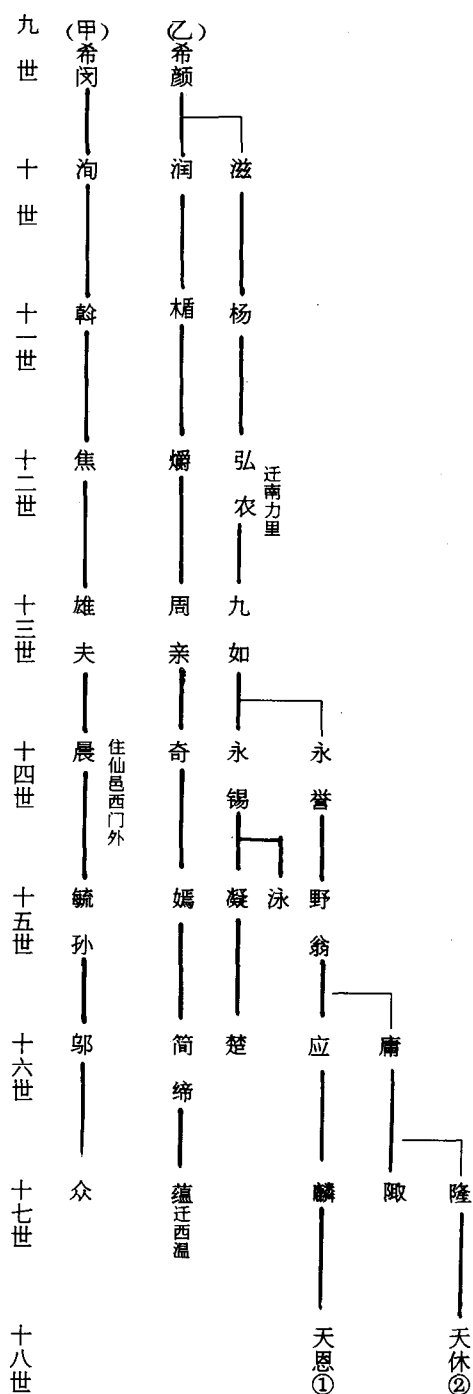 九世 （甲）希闵 （乙）希颜
十世 洵 润 滋
十一世 斡 楯 杨
十二世 焦 爝 弘农 迁南力里
十三世 雄夫 周亲 九如
十四世 晨 住仙邑西门外 奇 永锡 永誉
十五世 毓孙 嫣 凝 泳 野翁
十六世 邬 简缔 楚 应 庸
十七世 众 蕴 迁西温 麟 隆
十八世 天恩① 天休②